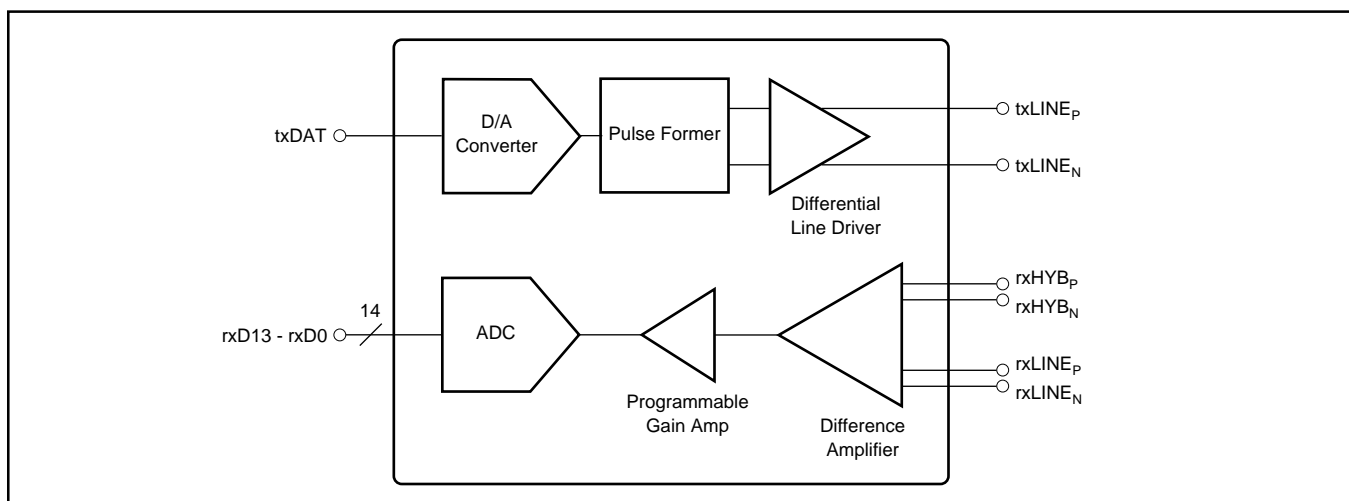 txDAT
D/A
Converter
Pulse Former
Differential
Line Driver
txLINEP
txLINEN
rxD13 - rxD0
14
ADC
Programmable
Gain Amp
Difference
Amplifier
rxHYBP
rxHYBN
rxLINEP
rxLINEN